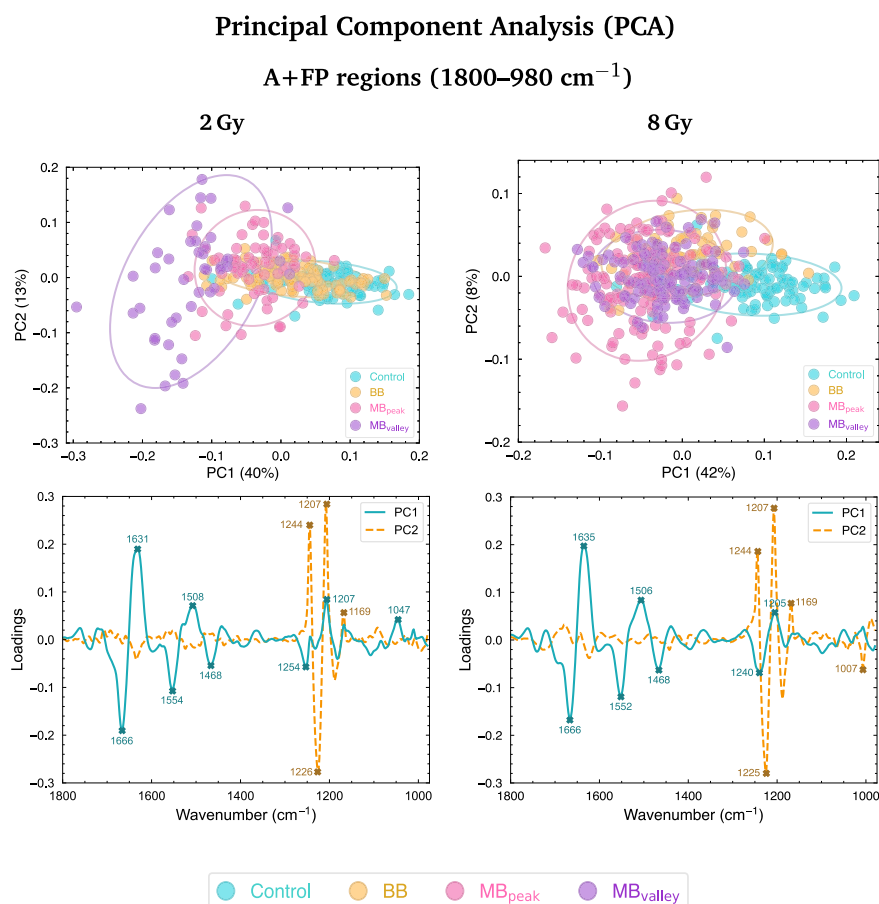 Principal Component Analysis (PCA)
A+FP regions (1800–980 cm⁻¹)
2 Gy
8 Gy
0.2
0.1
0.0
−0.1
−0.2
−0.3
PC2 (13%)
−0.3
−0.2
−0.1
0.0
0.1
0.2
PC1 (40%)
Control
BB
MBpeak
MBvalley
0.1
0.0
−0.1
−0.2
PC2 (8%)
−0.2
−0.1
0.0
0.1
0.2
PC1 (42%)
Control
BB
MBpeak
MBvalley
0.3
0.2
0.1
0.0
−0.1
−0.2
−0.3
Loadings
1631
1666
1508
1554
1468
1244
1207
1254
1226
1207
1169
1047
PC1
PC2
1800
1600
1400
1200
1000
Wavenumber (cm⁻¹)
0.3
0.2
0.1
0.0
−0.1
−0.2
−0.3
Loadings
1635
1666
1506
1552
1468
1244
1207
1240
1225
1205
1169
1007
PC1
PC2
1800
1600
1400
1200
1000
Wavenumber (cm⁻¹)
Control BB MBpeak MBvalley